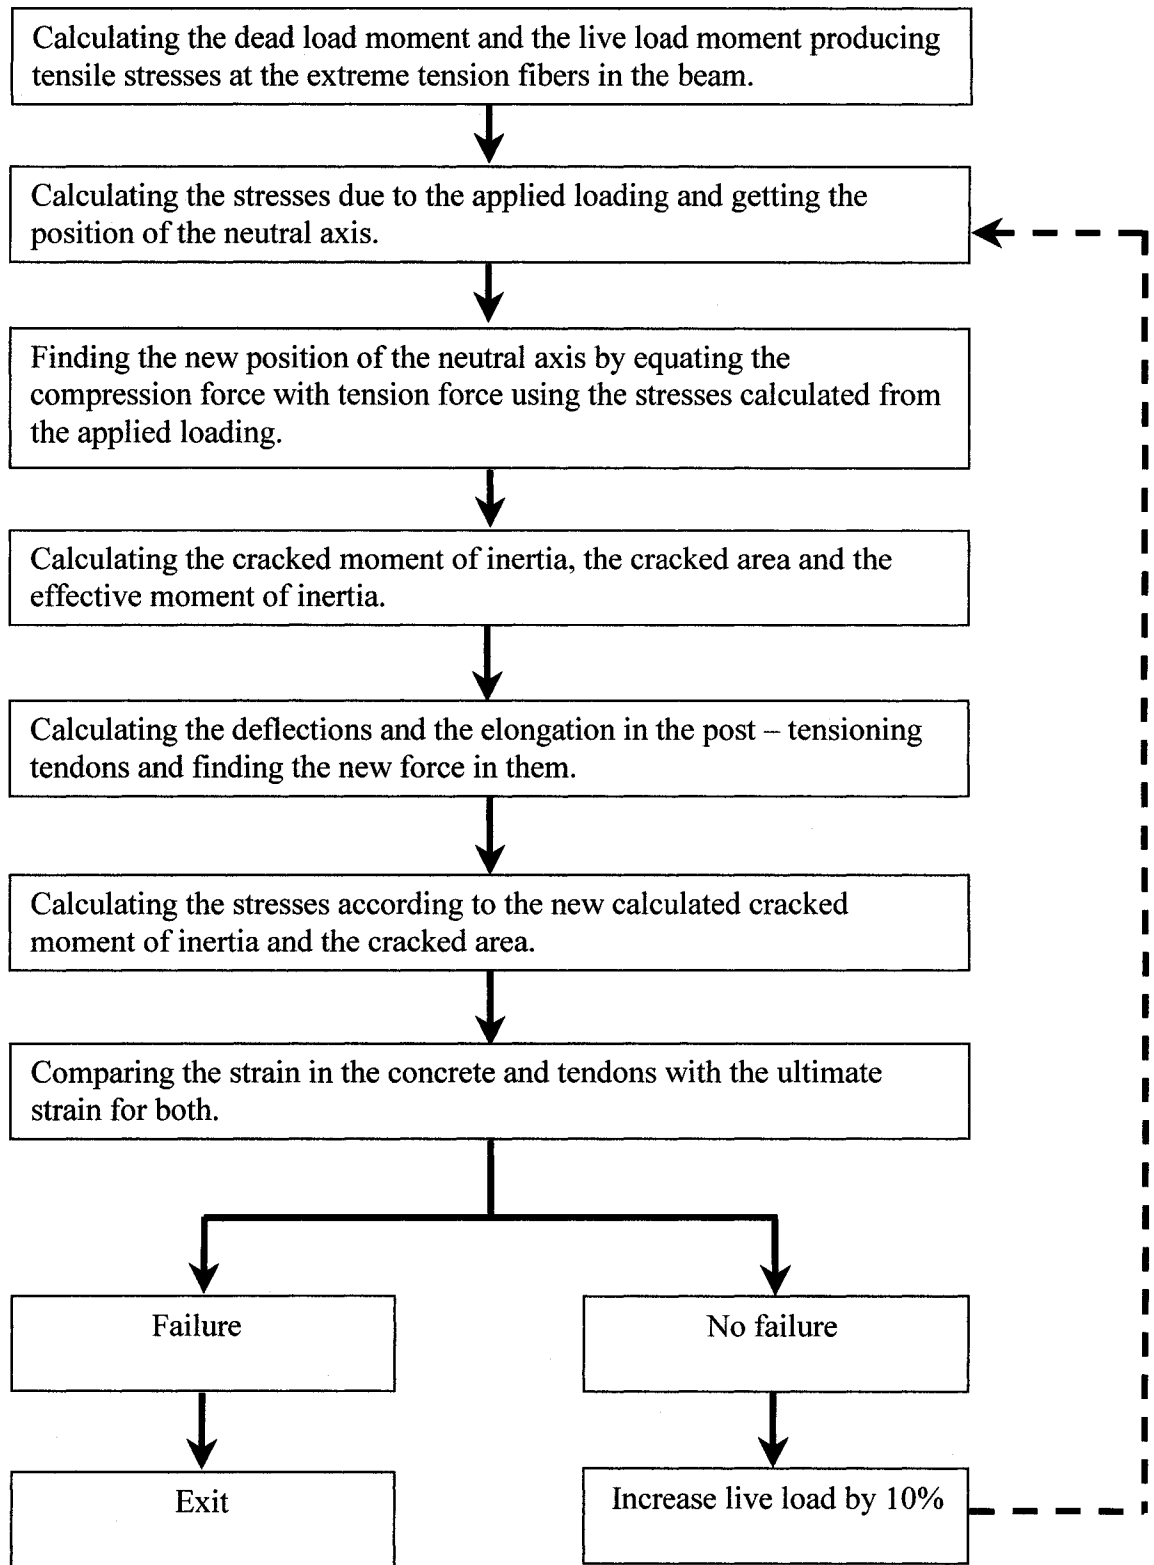 Calculating the dead load moment and the live load moment producing
tensile stresses at the extreme tension fibers in the beam.
Calculating the stresses due to the applied loading and getting the
position of the neutral axis.
Finding the new position of the neutral axis by equating the
compression force with tension force using the stresses calculated from
the applied loading.
Calculating the cracked moment of inertia, the cracked area and the
effective moment of inertia.
Calculating the deflections and the elongation in the post – tensioning
tendons and finding the new force in them.
Calculating the stresses according to the new calculated cracked
moment of inertia and the cracked area.
Comparing the strain in the concrete and tendons with the ultimate
strain for both.
Failure
No failure
Exit
Increase live load by 10%